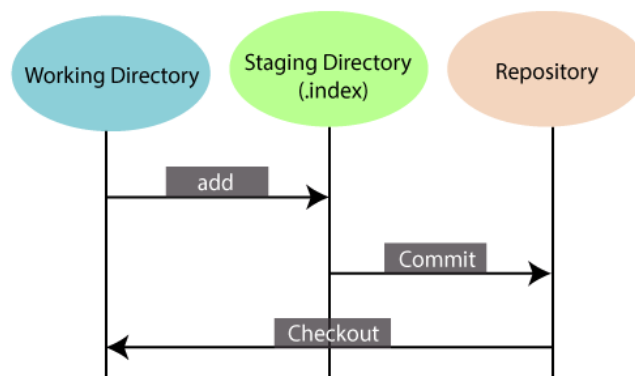 Working Directory
Staging Directory
(.index)
Repository
add
Commit
Checkout